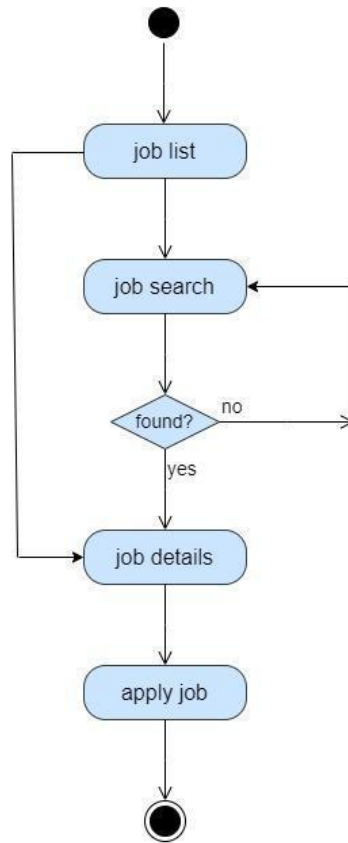 job list
job search
found?
no
yes
job details
apply job